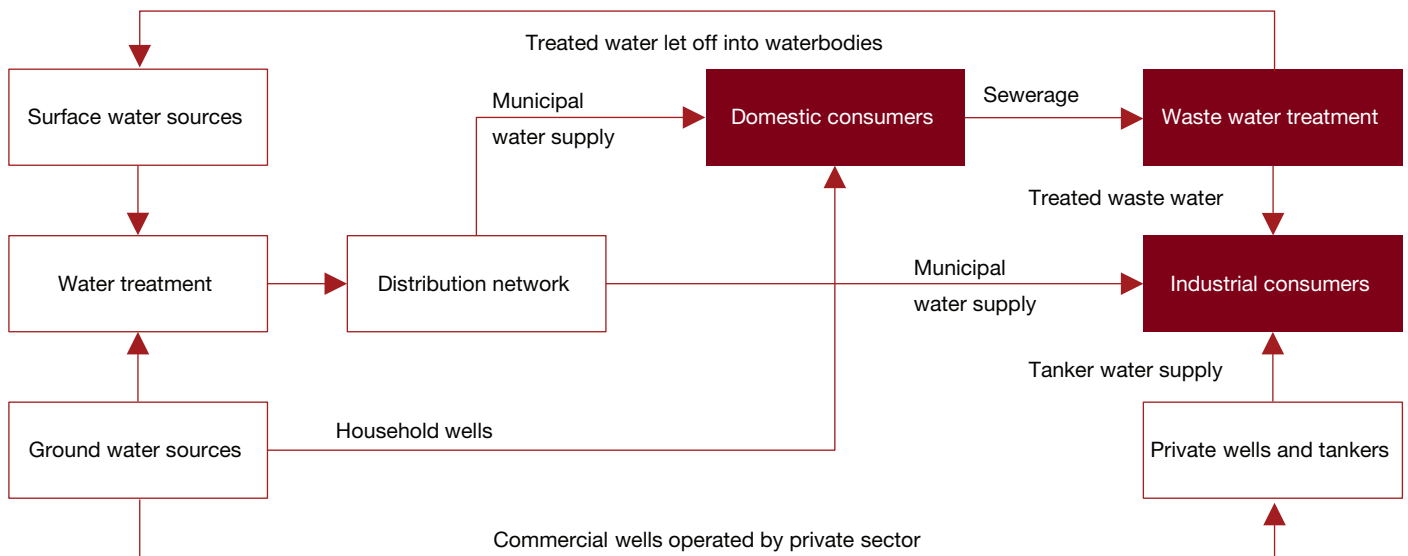 Treated water let off into waterbodies
Surface water sources
Municipal
water supply
Domestic consumers
Sewerage
Waste water treatment
Treated waste water
Water treatment
Distribution network
Municipal
water supply
Industrial consumers
Tanker water supply
Ground water sources
Household wells
Private wells and tankers
Commercial wells operated by private sector